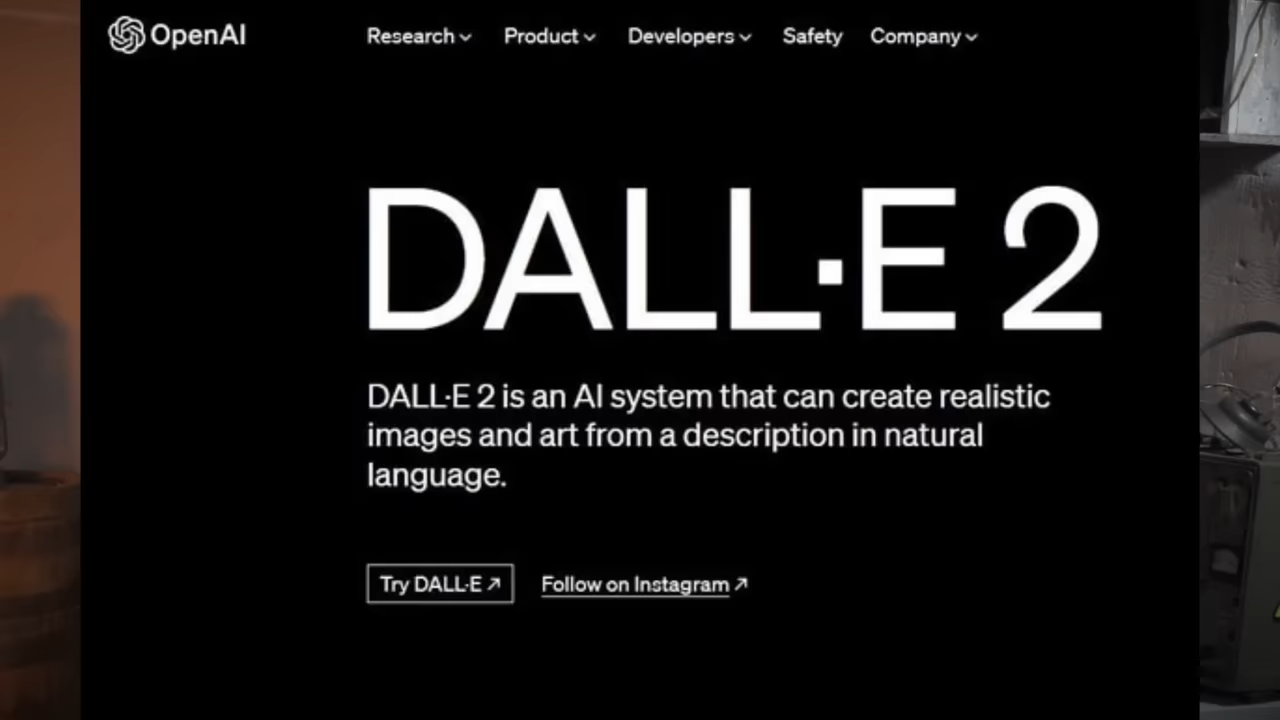 OpenAI
Research Product Developers Safety Company
DALL·E 2
DALL·E 2 is an AI system that can create realistic
images and art from a description in natural
language.
Try DALL·E ↗ Follow on Instagram ↗